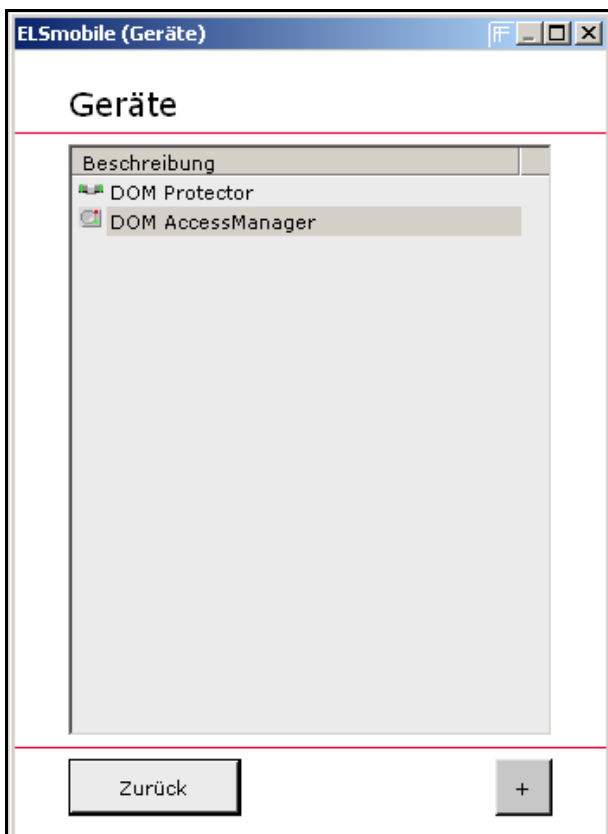 ELSmobile (Geräte)
Geräte
Beschreibung
DOM Protector
DOM AccessManager
Zurück
+